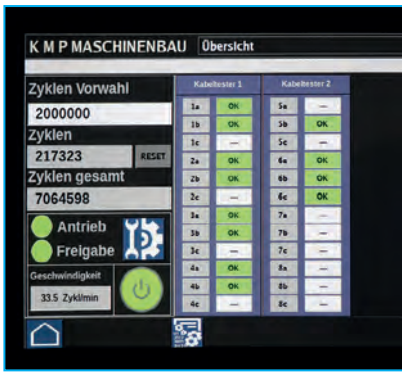 K M P MASCHINENBAU Übersicht
Zyklen Vorwahl
2000000
Zyklen
217323 RESET
Zyklen gesamt
7064598
Antrieb
Freigabe
Geschwindigkeit
33.5 Zykl/min
Kabeltester 1
1a OK
1b OK
1c —
2a OK
2b OK
2c —
3a OK
3b OK
3c —
4a OK
4b OK
4c —
Kabeltester 2
5a —
5b OK
5c —
6a OK
6b OK
6c OK
7a —
7b —
7c —
8a —
8b —
8c —